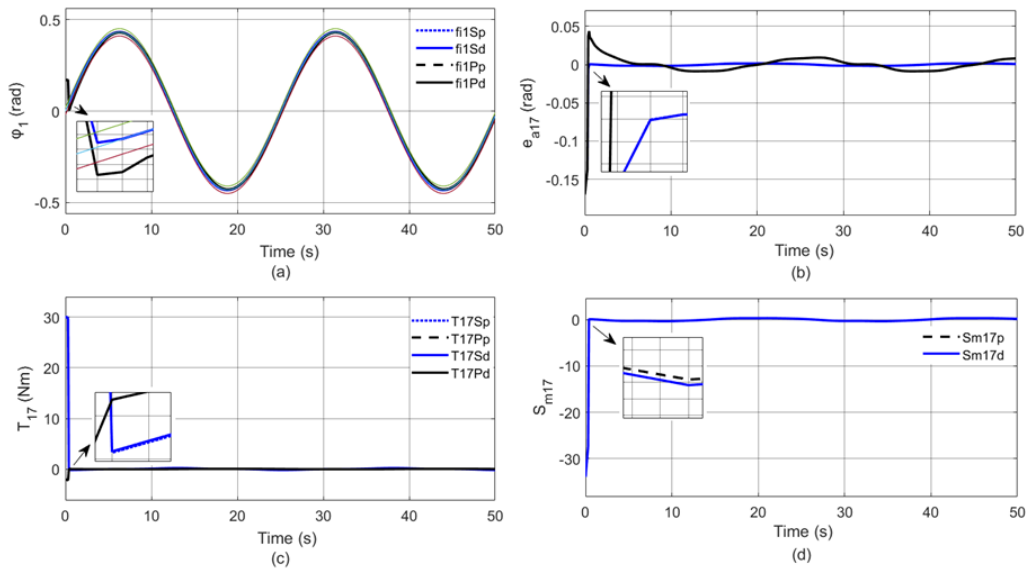 0.5
0
-0.5
φ1 (rad)
fi1Sp
fi1Sd
fi1Pp
fi1Pd
0 10 20 30 40 50
Time (s)
(a)
0.05
0
-0.05
-0.1
-0.15
ea17 (rad)
0 10 20 30 40 50
Time (s)
(b)
30
20
10
0
T17 (Nm)
T17Sp
T17Pp
T17Sd
T17Pd
0 10 20 30 40 50
Time (s)
(c)
0
-10
-20
-30
Sm17
Sm17p
Sm17d
0 10 20 30 40 50
Time (s)
(d)